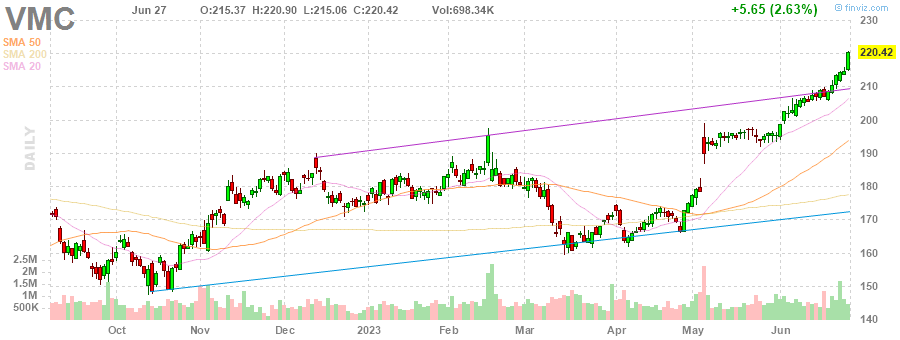 VMC Jun 27 O:215.37 H:220.90 L:215.06 C:220.42 Vol:698.34K +5.65 (2.63%) © finviz.com
SMA 50
SMA 200
SMA 20
DAILY
230
220.42
210
200
190
180
170
160
150
140
2.5M
2M
1.5M
1M
500K
Oct Nov Dec 2023 Feb Mar Apr May Jun